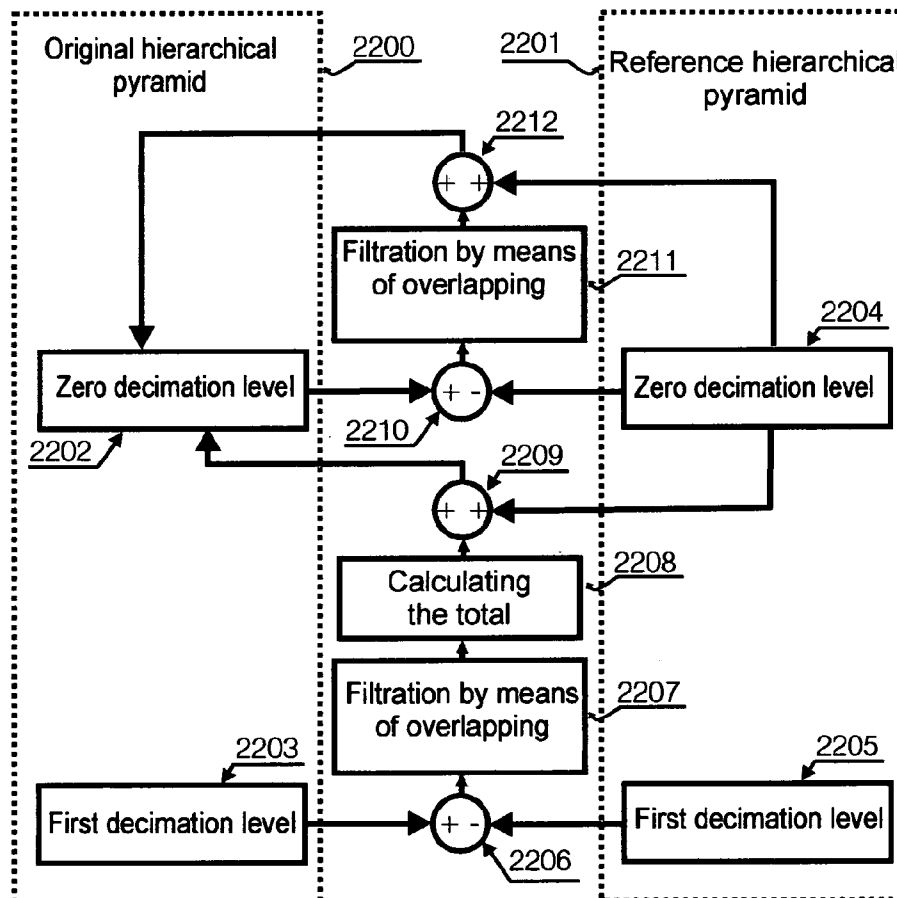 Original hierarchical
pyramid
2200
2201
Reference hierarchical
pyramid
2212
+ +
Filtration by means
of overlapping
2211
2204
Zero decimation level
+ -
Zero decimation level
2202
2210
2209
+ +
2208
Calculating
the total
Filtration by means
of overlapping
2207
2203
2205
First decimation level
+ -
First decimation level
2206